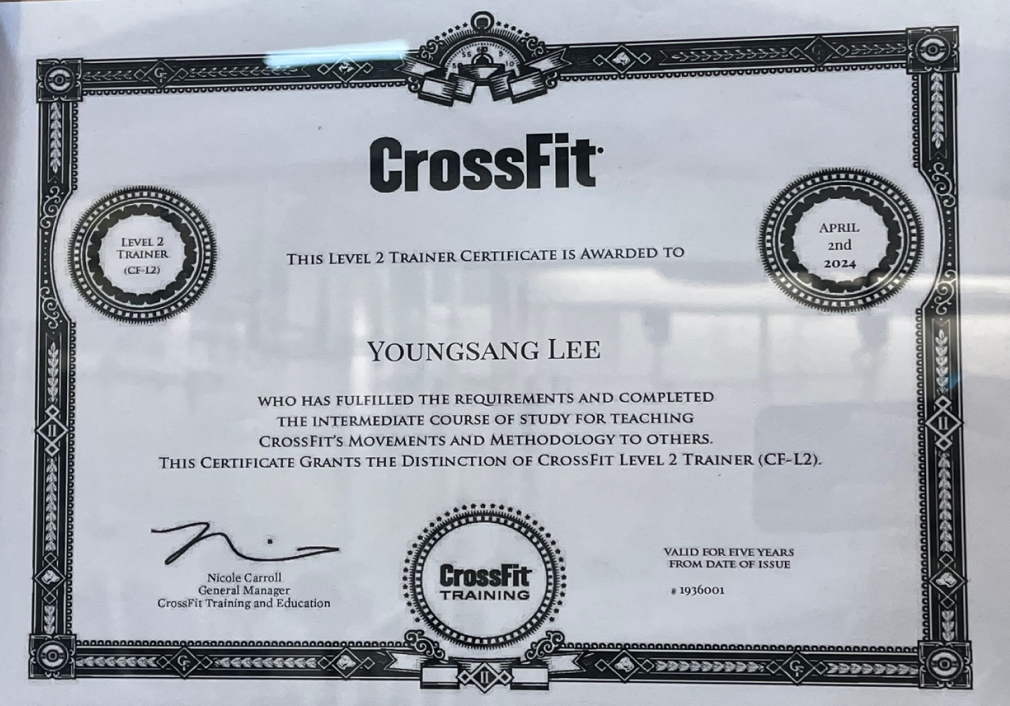 CrossFit
LEVEL 2
TRAINER
(CF-L2)
APRIL
2nd
2024
THIS LEVEL 2 TRAINER CERTIFICATE IS AWARDED TO
YOUNGSANG LEE
WHO HAS FULFILLED THE REQUIREMENTS AND COMPLETED
THE INTERMEDIATE COURSE OF STUDY FOR TEACHING
CROSSFIT'S MOVEMENTS AND METHODOLOGY TO OTHERS.
THIS CERTIFICATE GRANTS THE DISTINCTION OF CROSSFIT LEVEL 2 TRAINER (CF-L2).
Nicole Carroll
General Manager
CrossFit Training and Education
CrossFit
TRAINING
VALID FOR FIVE YEARS
FROM DATE OF ISSUE
# 1936001
II
II
II